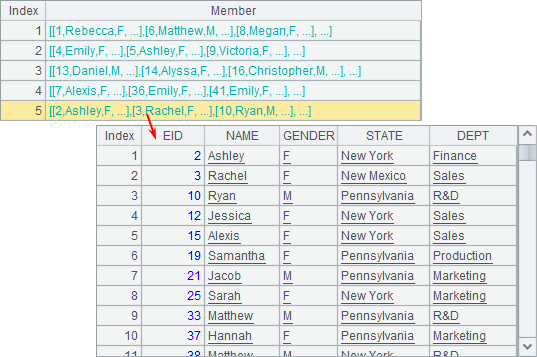 Index Member
1 [[1,Rebecca,F, ...],[6,Matthew,M, ...],[8,Megan,F, ...], ...]
2 [[4,Emily,F, ...],[5,Ashley,F, ...],[9,Victoria,F, ...], ...]
3 [[13,Daniel,M, ...],[14,Alyssa,F, ...],[16,Christopher,M, ...], ...]
4 [[7,Alexis,F, ...],[36,Emily,F, ...],[41,Emily,F, ...], ...]
5 [[2,Ashley,F, ...],[3,Rachel,F, ...],[10,Ryan,M, ...], ...]
Index EID NAME GENDER STATE DEPT
1 2 Ashley F New York Finance
2 3 Rachel F New Mexico Sales
3 10 Ryan M Pennsylvania R&D
4 12 Jessica F New York Sales
5 15 Alexis F New York Sales
6 19 Samantha F Pennsylvania Production
7 21 Jacob M Pennsylvania Marketing
8 25 Sarah F New York Marketing
9 33 Matthew M Pennsylvania R&D
10 37 Hannah F Pennsylvania Marketing
11 38 Matthew M New York R&D